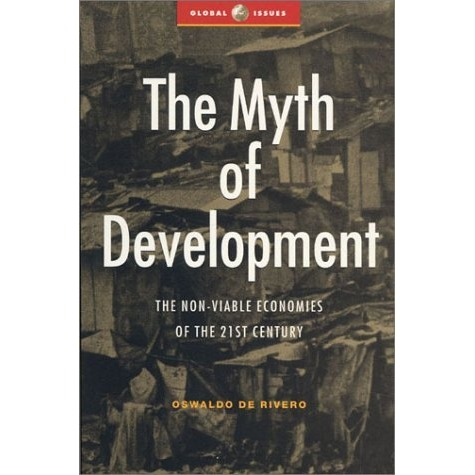 GLOBAL ISSUES
The Myth
of
Development
THE NON-VIABLE ECONOMIES
OF THE 21ST CENTURY
OSWALDO DE RIVERO